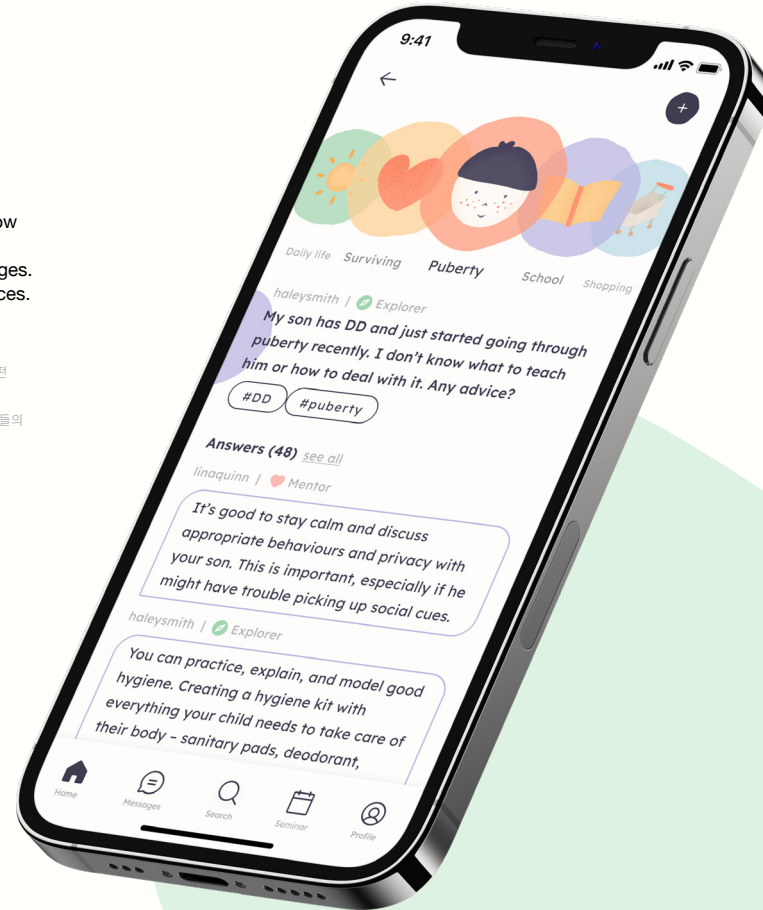 ow
ges.
ces.
전
들의
9:41
Daily life
Surviving
Puberty
School
Shopping
haleysmith | Explorer
My son has DD and just started going through
puberty recently. I don't know what to teach
him or how to deal with it. Any advice?
#DD #puberty
Answers (48) see all
linaquinn | Mentor
It's good to stay calm and discuss
appropriate behaviours and privacy with
your son. This is important, especially if he
might have trouble picking up social cues.
haleysmith | Explorer
You can practice, explain, and model good
hygiene. Creating a hygiene kit with
everything your child needs to take care of
their body – sanitary pads, deodorant,
Home
Messages
Search
Seminar
Profile